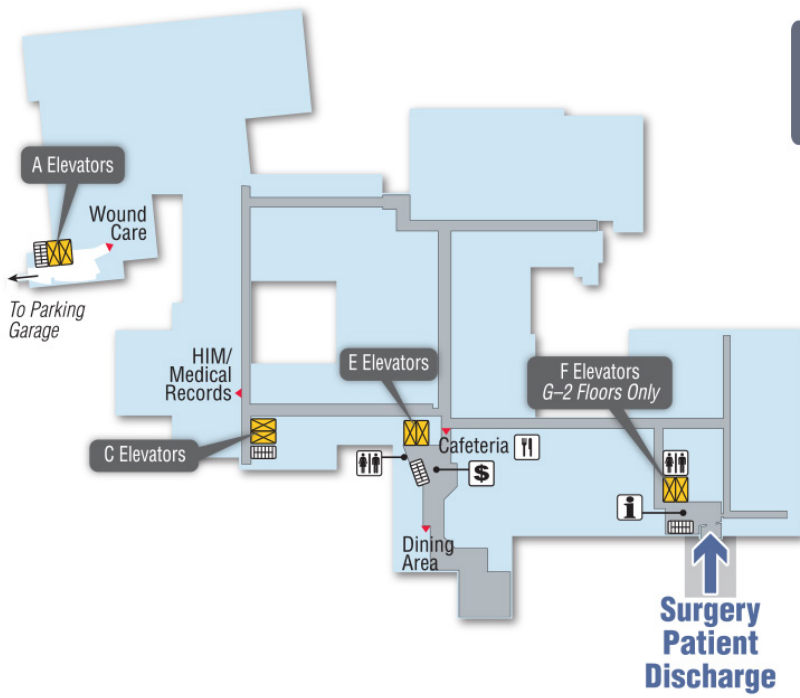 A Elevators
Wound
Care
To Parking
Garage
HIM/
Medical
Records
E Elevators
F Elevators
G–2 Floors Only
C Elevators
Cafeteria
$
i
Dining
Area
Surgery
Patient
Discharge